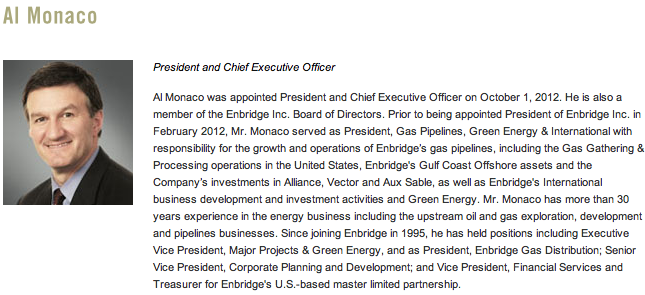 Al Monaco
President and Chief Executive Officer
Al Monaco was appointed President and Chief Executive Officer on October 1, 2012. He is also a
member of the Enbridge Inc. Board of Directors. Prior to being appointed President of Enbridge Inc. in
February 2012, Mr. Monaco served as President, Gas Pipelines, Green Energy & International with
responsibility for the growth and operations of Enbridge's gas pipelines, including the Gas Gathering &
Processing operations in the United States, Enbridge's Gulf Coast Offshore assets and the
Company's investments in Alliance, Vector and Aux Sable, as well as Enbridge's International
business development and investment activities and Green Energy. Mr. Monaco has more than 30
years experience in the energy business including the upstream oil and gas exploration, development
and pipelines businesses. Since joining Enbridge in 1995, he has held positions including Executive
Vice President, Major Projects & Green Energy, and as President, Enbridge Gas Distribution; Senior
Vice President, Corporate Planning and Development; and Vice President, Financial Services and
Treasurer for Enbridge's U.S.-based master limited partnership.